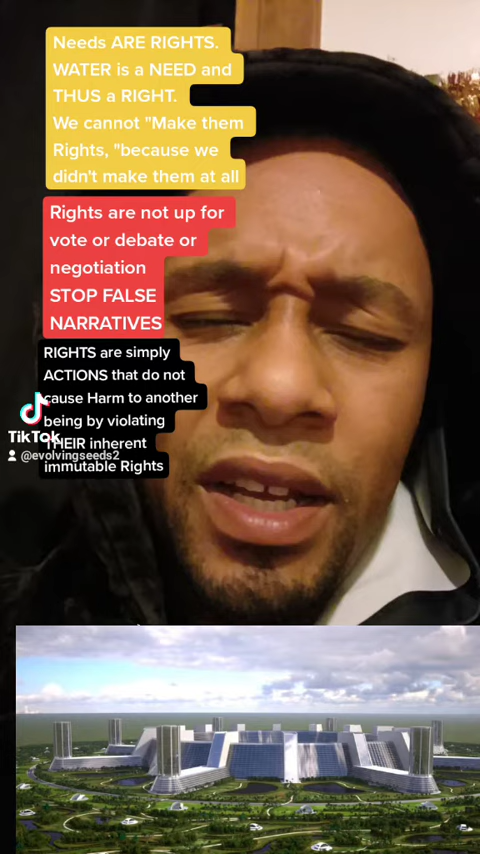 Needs ARE RIGHTS.
WATER is a NEED and
THUS a RIGHT.
We cannot "Make them
Rights, "because we
didn't make them at all
Rights are not up for
vote or debate or
negotiation
STOP FALSE
NARRATIVES
RIGHTS are simply
ACTIONS that do not
cause Harm to another
being by violating
THEIR inherent
immutable Rights
TikTok
@evolvingseeds2